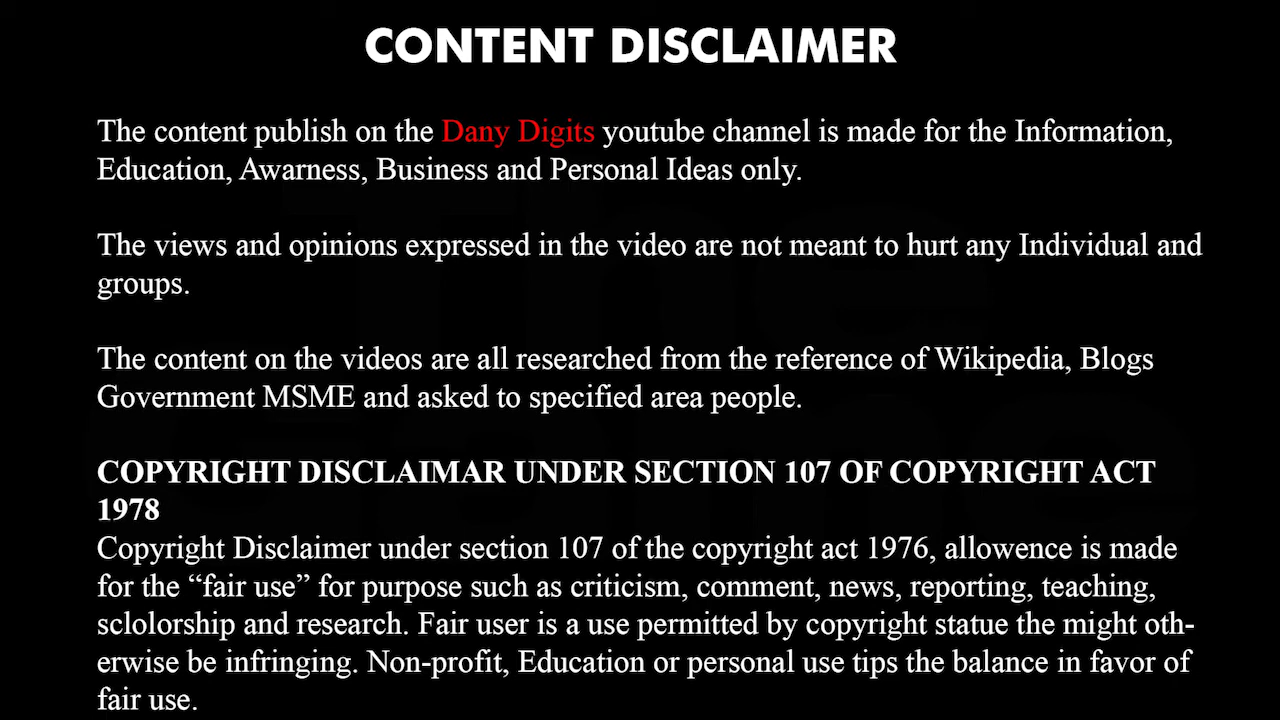 CONTENT DISCLAIMER
The content publish on the Dany Digits youtube channel is made for the Information,
Education, Awarness, Business and Personal Ideas only.
The views and opinions expressed in the video are not meant to hurt any Individual and
groups.
The content on the videos are all researched from the reference of Wikipedia, Blogs
Government MSME and asked to specified area people.
COPYRIGHT DISCLAIMAR UNDER SECTION 107 OF COPYRIGHT ACT
1978
Copyright Disclaimer under section 107 of the copyright act 1976, allowence is made
for the “fair use” for purpose such as criticism, comment, news, reporting, teaching,
sclolorship and research. Fair user is a use permitted by copyright statue the might oth-
erwise be infringing. Non-profit, Education or personal use tips the balance in favor of
fair use.